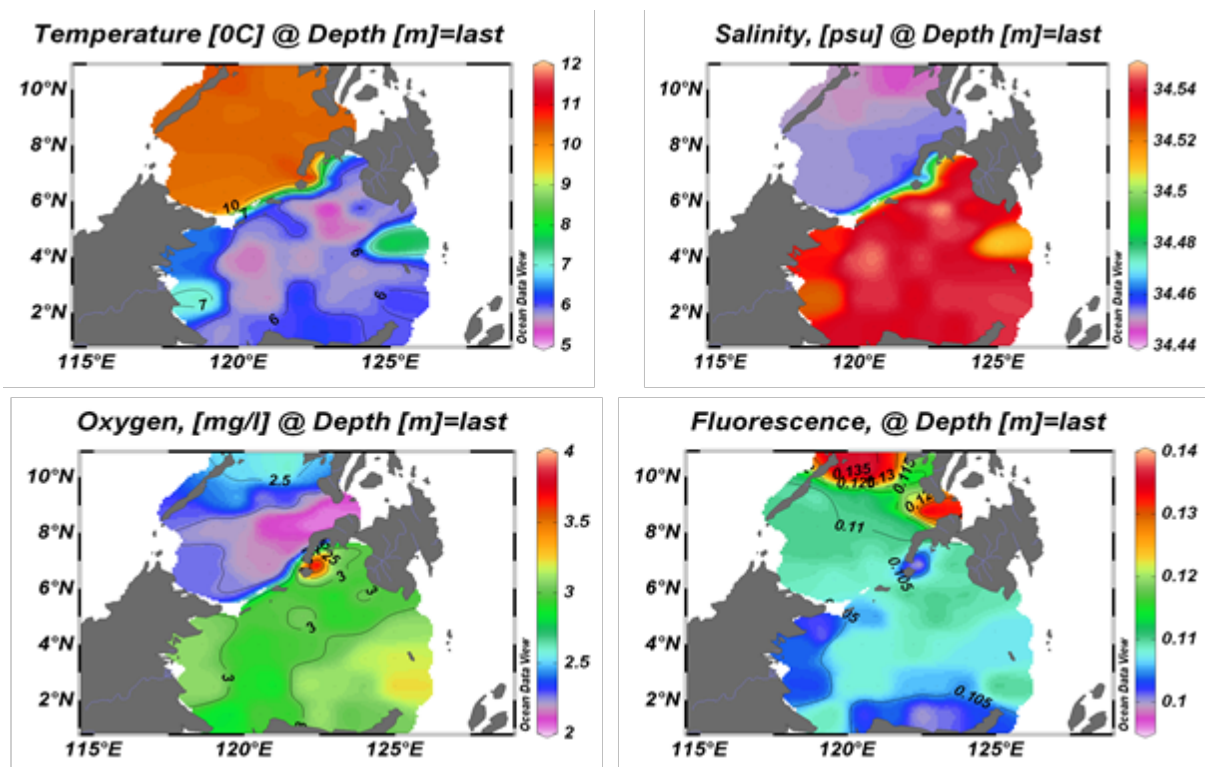 Temperature [0C] @ Depth [m]=last
10°N
8°N
6°N
4°N
2°N
115°E
120°E
125°E
10
7
6
7
6
6
Ocean Data View
12
11
10
9
8
7
6
5
Salinity, [psu] @ Depth [m]=last
10°N
8°N
6°N
4°N
2°N
115°E
120°E
125°E
Ocean Data View
34.54
34.52
34.5
34.48
34.46
34.44
Oxygen, [mg/l] @ Depth [m]=last
10°N
8°N
6°N
4°N
2°N
115°E
120°E
125°E
2.5
3
3
3
3
3
Ocean Data View
4
3.5
3
2.5
2
Fluorescence, @ Depth [m]=last
10°N
8°N
6°N
4°N
2°N
115°E
120°E
125°E
0.135
0.13
0.115
0.11
0.105
0.105
Ocean Data View
0.14
0.13
0.12
0.11
0.1